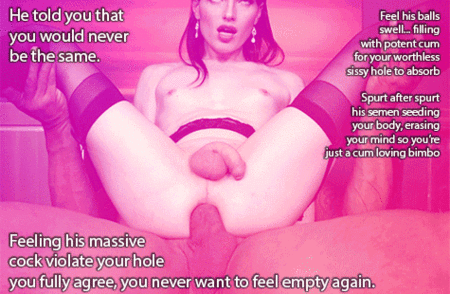 He told you that
you would never
be the same.
Feel his balls
swell... filling
with potent cum
for your worthless
sissy hole to absorb
Spurt after spurt
his semen seeding
your body, erasing
your mind so you're
just a cum loving bimbo
Feeling his massive
cock violate your hole
you fully agree, you never want to feel empty again.